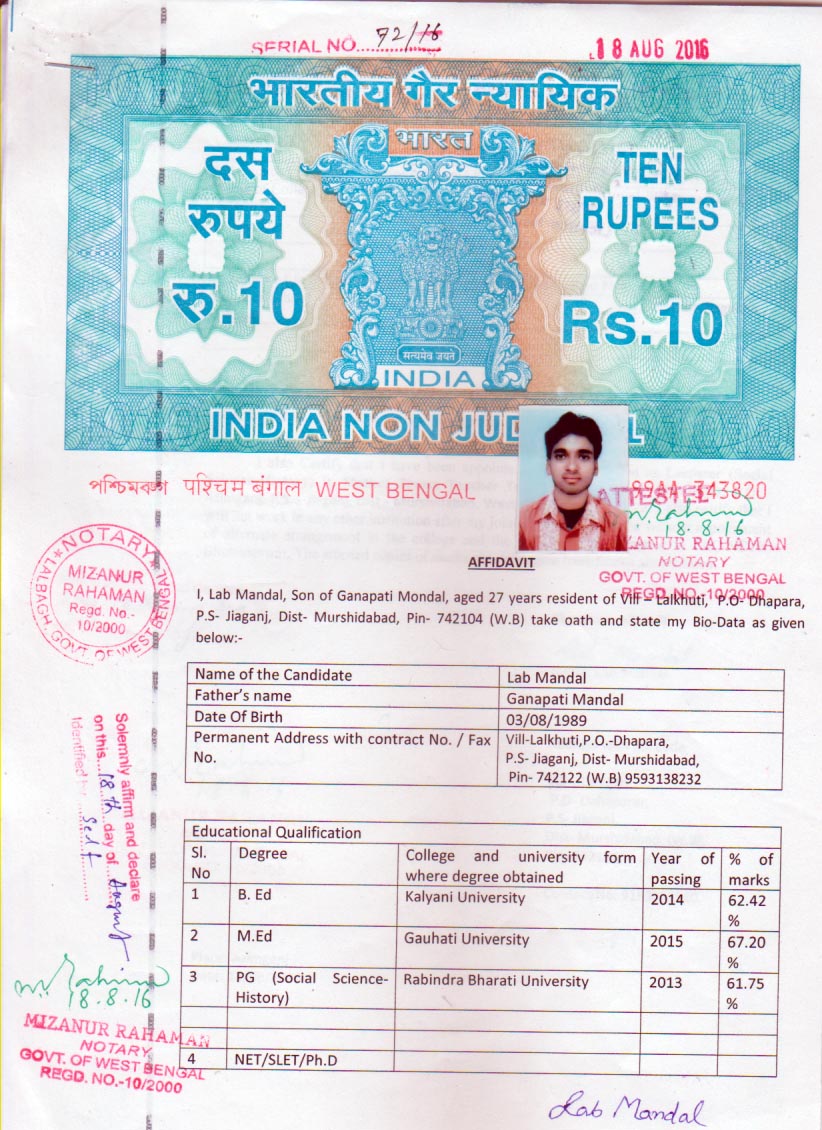 SERIAL NO. 72/16
18 AUG 2016
भारतीय गैर न्यायिक
भारत
दस
रुपये
रु.10
TEN
RUPEES
Rs.10
सत्यमेव जयते
INDIA
INDIA NON JUD L
পশ্চিমবঙ্গ पश्चिम बंगाल WEST BENGAL
99AA 343820
ATTESTED
18.8.16
MIZANUR RAHAMAN
NOTARY
GOVT. OF WEST BENGAL
REGD. NO.-10/2000
NOTARY
MIZANUR
RAHAMAN
Regd. No.-
10/2000
LALBAGH, GOVT. OF WEST BENGAL
AFFIDAVIT
I, Lab Mandal, Son of Ganapati Mondal, aged 27 years resident of Vill – Lalkhuti, P.O- Dhapara,
P.S- Jiaganj, Dist- Murshidabad, Pin- 742104 (W.B) take oath and state my Bio-Data as given
below:-
Name of the Candidate Lab Mandal
Father's name Ganapati Mandal
Date Of Birth 03/08/1989
Permanent Address with contract No. / Fax Vill-Lalkhuti,P.O.-Dhapara,
No. P.S- Jiaganj, Dist- Murshidabad,
Pin- 742122 (W.B) 9593138232
Solemnly affirm and declare
on this 18th day of August
Identified by Self
Educational Qualification
Sl. Degree College and university form Year of % of
No where degree obtained passing marks
1 B. Ed Kalyani University 2014 62.42
%
2 M.Ed Gauhati University 2015 67.20
%
3 PG (Social Science- Rabindra Bharati University 2013 61.75
History) %
4 NET/SLET/Ph.D
18.8.16
MIZANUR RAHAMAN
NOTARY
GOVT. OF WEST BENGAL
REGD. NO.-10/2000
Lab Mandal